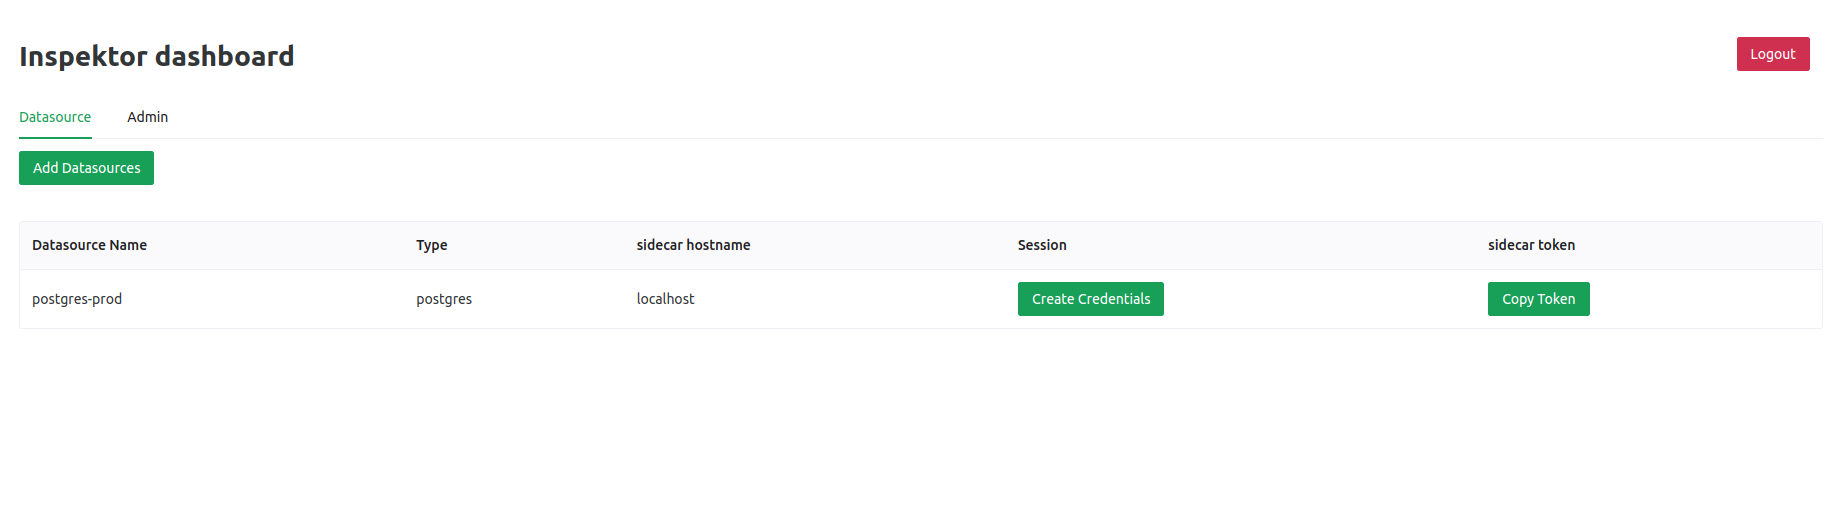 Inspektor dashboard
Logout
Datasource Admin
Add Datasources
Datasource Name Type sidecar hostname Session sidecar token
postgres-prod postgres localhost Create Credentials Copy Token